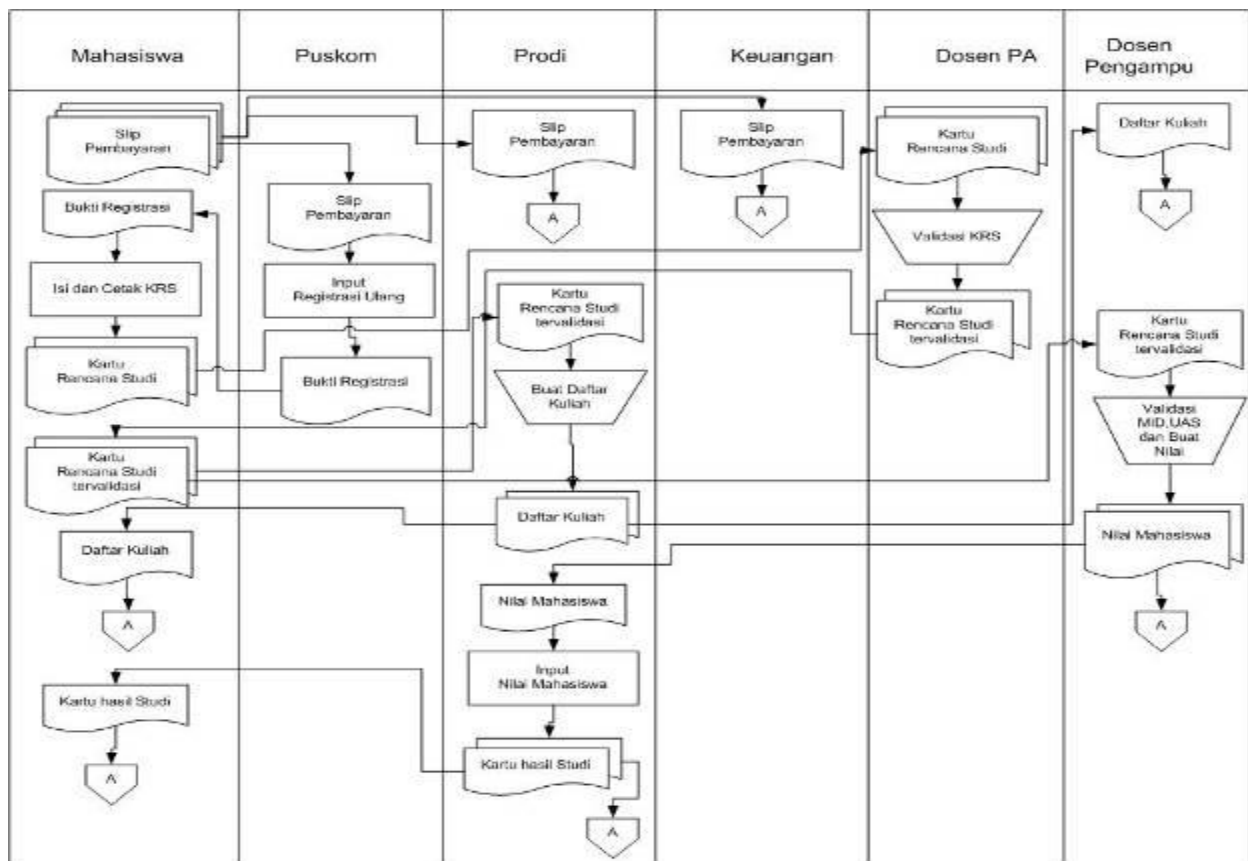 Mahasiswa
Puskom
Prodi
Keuangan
Dosen PA
Dosen
Pengampu
Slip
Pembayaran
Bukti Registrasi
Isi dan Cetak KRS
Kartu
Rencana Studi
Kartu
Rencana Studi
tervalidasi
Daftar Kuliah
A
Kartu hasil Studi
A
Slip
Pembayaran
Input
Registrasi Ulang
Bukti Registrasi
Slip
Pembayaran
A
Kartu
Rencana Studi
tervalidasi
Buat Daftar
Kuliah
Daftar Kuliah
Nilai Mahasiswa
Input
Nilai Mahasiswa
Kartu hasil Studi
A
Slip
Pembayaran
A
Kartu
Rencana Studi
Validasi KRS
Kartu
Rencana Studi
tervalidasi
Daftar Kuliah
A
Kartu
Rencana Studi
tervalidasi
Validasi
MID,UAS
dan Buat
Nilai
Nilai Mahasiswa
A